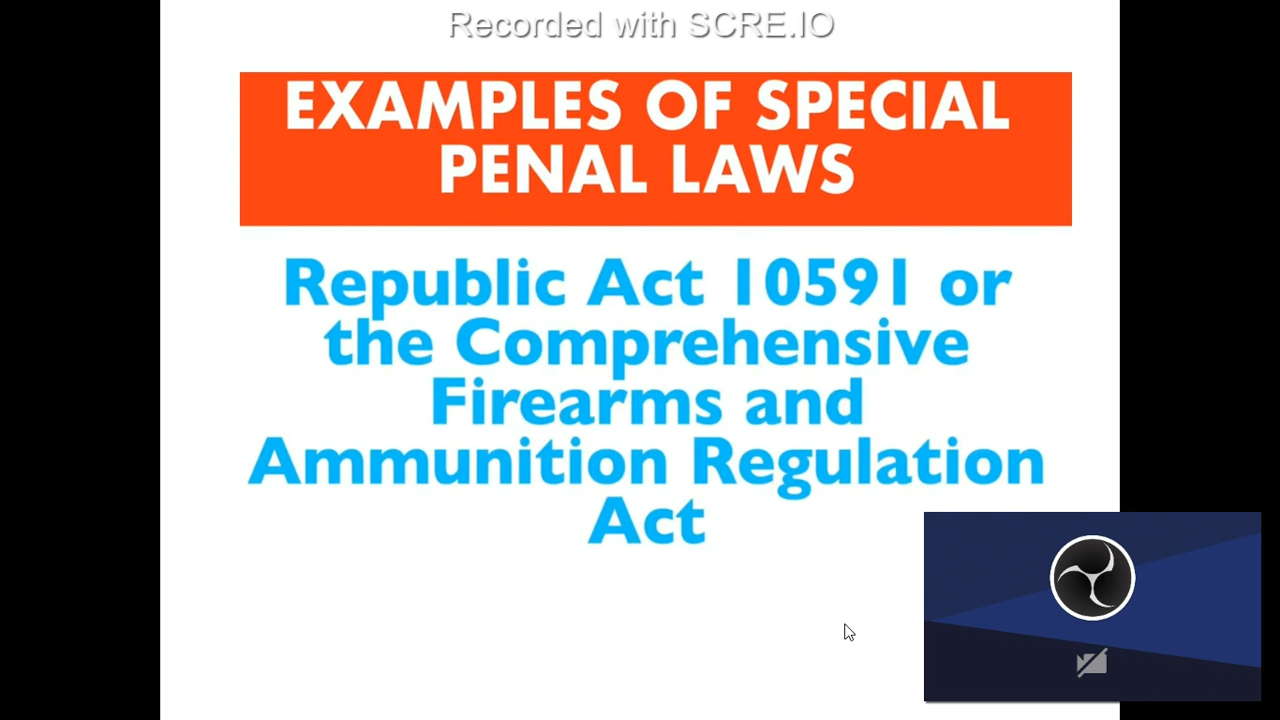 Recorded with SCRE.IO
EXAMPLES OF SPECIAL
PENAL LAWS
Republic Act 10591 or
the Comprehensive
Firearms and
Ammunition Regulation
Act